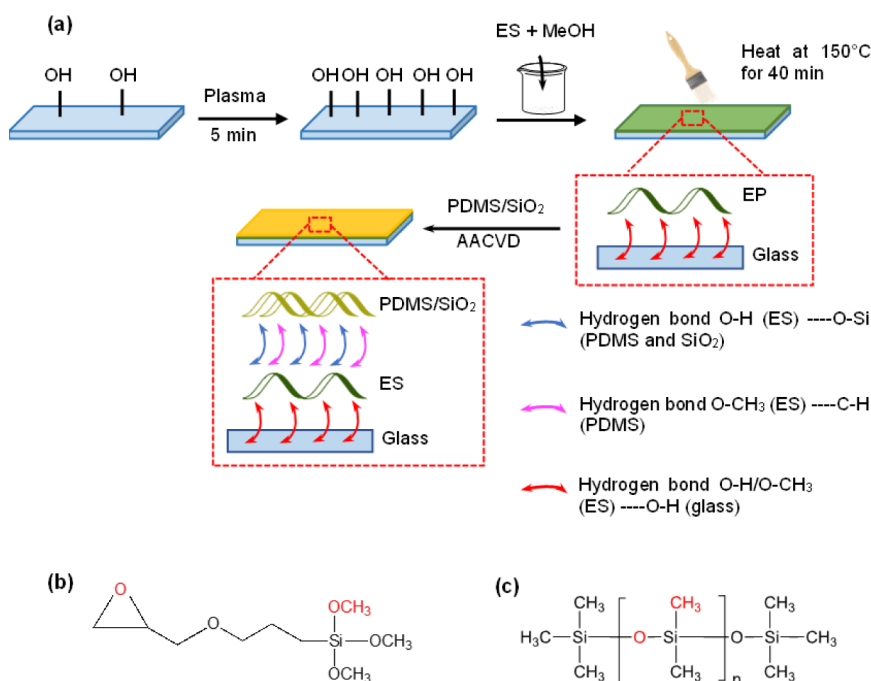 (a)
OH
OH
Plasma
5 min
OH OH OH OH OH
ES + MeOH
Heat at 150°C
for 40 min
EP
Glass
PDMS/SiO₂
AACVD
PDMS/SiO₂
ES
Glass
Hydrogen bond O-H (ES) ----O-Si
(PDMS and SiO₂)
Hydrogen bond O-CH₃ (ES) ----C-H
(PDMS)
Hydrogen bond O-H/O-CH₃
(ES) ----O-H (glass)
(b)
O
O
OCH₃
Si
OCH₃
OCH₃
(c)
CH₃ CH₃ CH₃
H₃C Si O Si O Si CH₃
CH₃ CH₃ CH₃
n